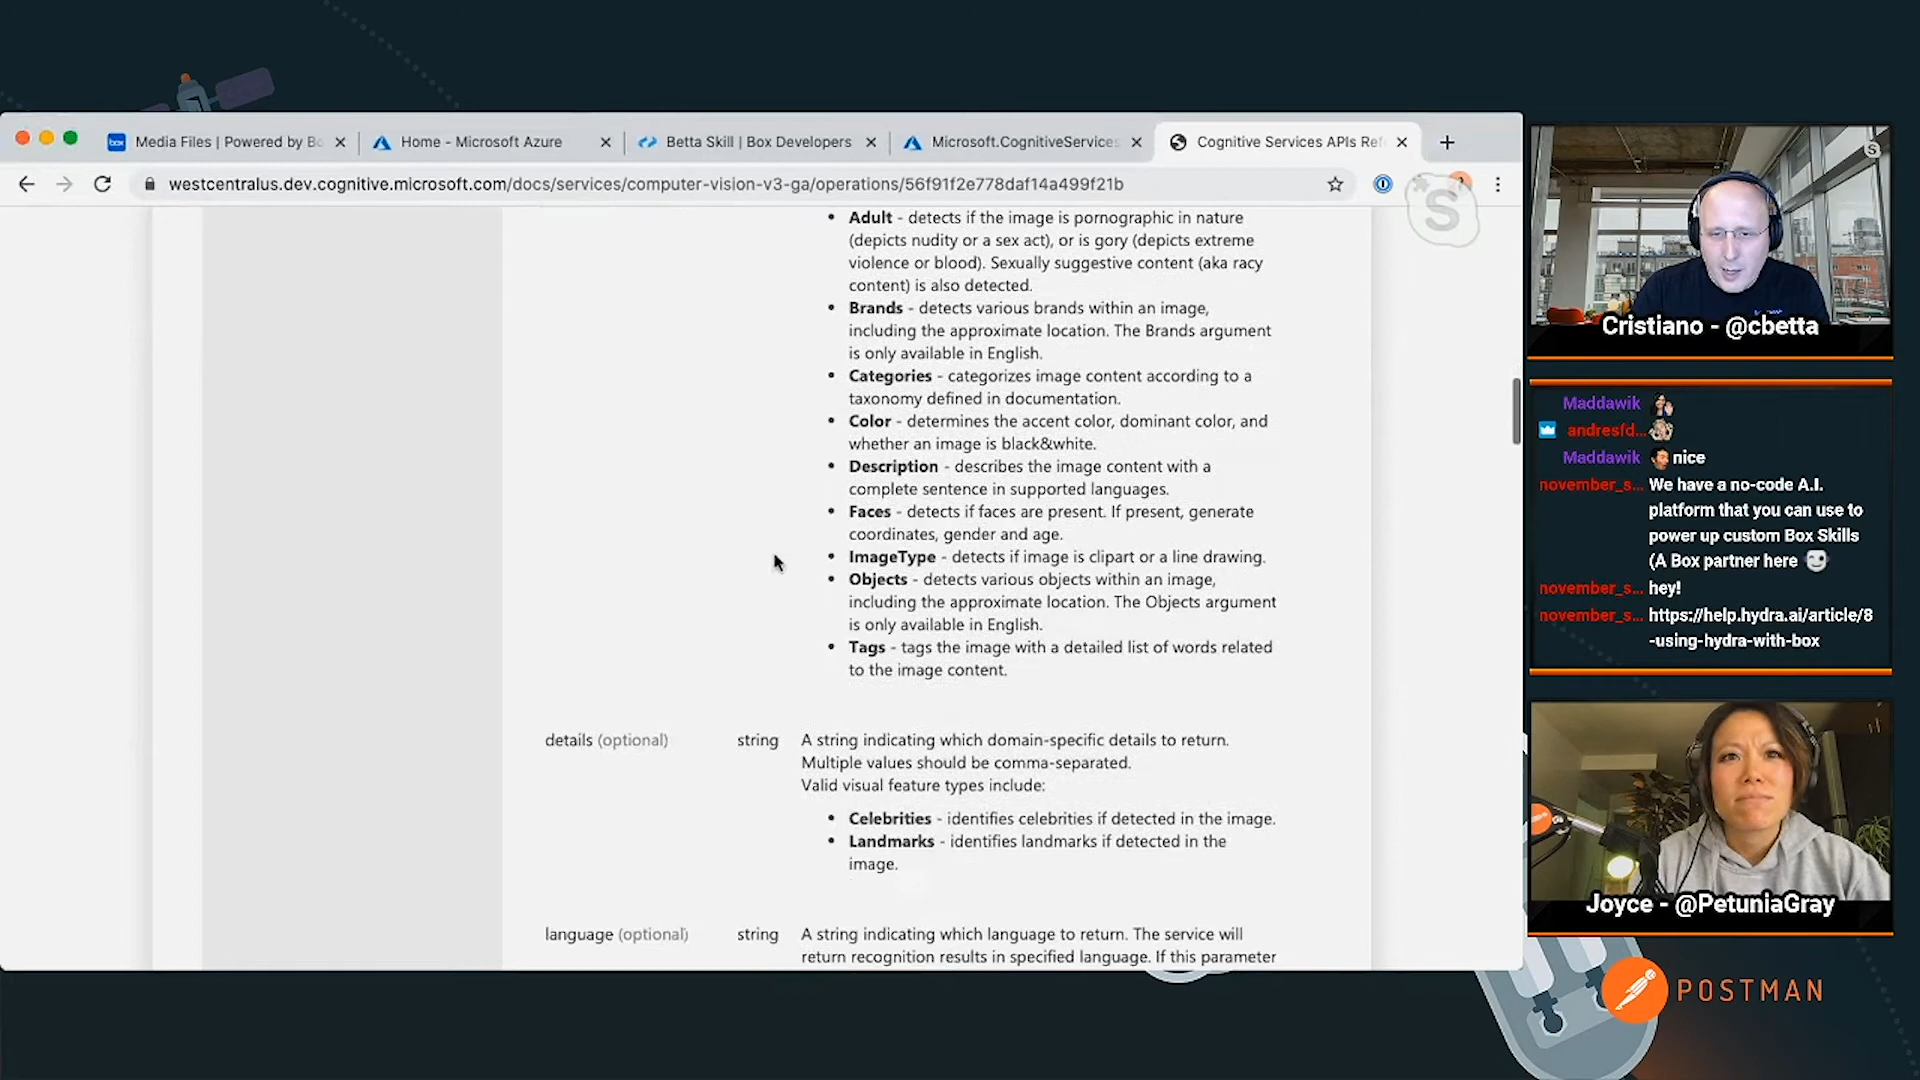 Media Files | Powered by Bo
Home - Microsoft Azure
Betta Skill | Box Developers
Microsoft.CognitiveServices
Cognitive Services APIs Ref
westcentralus.dev.cognitive.microsoft.com/docs/services/computer-vision-v3-ga/operations/56f91f2e778daf14a499f21b
S
• Adult - detects if the image is pornographic in nature
(depicts nudity or a sex act), or is gory (depicts extreme
violence or blood). Sexually suggestive content (aka racy
content) is also detected.
• Brands - detects various brands within an image,
including the approximate location. The Brands argument
is only available in English.
• Categories - categorizes image content according to a
taxonomy defined in documentation.
• Color - determines the accent color, dominant color, and
whether an image is black&white.
• Description - describes the image content with a
complete sentence in supported languages.
• Faces - detects if faces are present. If present, generate
coordinates, gender and age.
• ImageType - detects if image is clipart or a line drawing.
• Objects - detects various objects within an image,
including the approximate location. The Objects argument
is only available in English.
• Tags - tags the image with a detailed list of words related
to the image content.
details (optional) string A string indicating which domain-specific details to return.
Multiple values should be comma-separated.
Valid visual feature types include:
• Celebrities - identifies celebrities if detected in the image.
• Landmarks - identifies landmarks if detected in the
image.
language (optional) string A string indicating which language to return. The service will
return recognition results in specified language. If this parameter
Cristiano - @cbetta
Maddawik
andresfd...
Maddawik nice
november_s... We have a no-code A.I.
platform that you can use to
power up custom Box Skills
(A Box partner here
november_s... hey!
november_s... https://help.hydra.ai/article/8
-using-hydra-with-box
Joyce - @PetuniaGray
POSTMAN